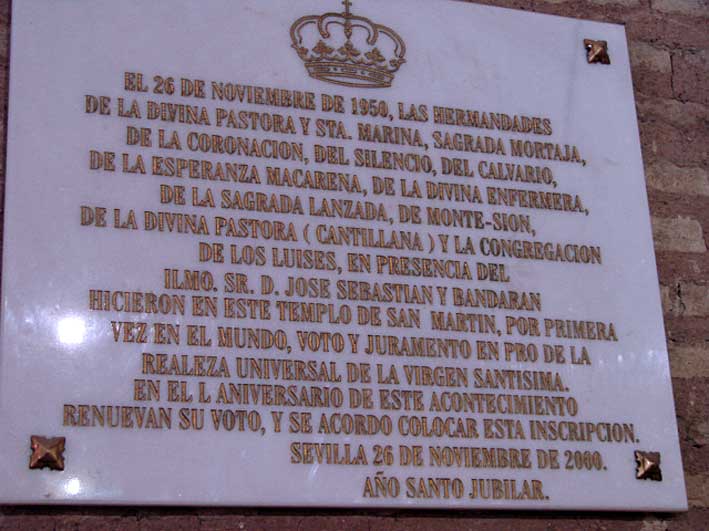 EL 26 DE NOVIEMBRE DE 1950, LAS HERMANDADES
DE LA DIVINA PASTORA Y STA. MARINA, SAGRADA MORTAJA,
DE LA CORONACION, DEL SILENCIO, DEL CALVARIO,
DE LA ESPERANZA MACARENA, DE LA DIVINA ENFERMERA,
DE LA SAGRADA LANZADA, DE MONTE-SION,
DE LA DIVINA PASTORA ( CANTILLANA ) Y LA CONGREGACION
DE LOS LUISES, EN PRESENCIA DEL
ILMO. SR. D. JOSE SEBASTIAN Y BANDARAN
HICIERON EN ESTE TEMPLO DE SAN MARTIN, POR PRIMERA
VEZ EN EL MUNDO, VOTO Y JURAMENTO EN PRO DE LA
REALEZA UNIVERSAL DE LA VIRGEN SANTISIMA.
EN EL L ANIVERSARIO DE ESTE ACONTECIMIENTO
RENUEVAN SU VOTO, Y SE ACORDO COLOCAR ESTA INSCRIPCION.
SEVILLA 26 DE NOVIEMBRE DE 2000.
AÑO SANTO JUBILAR.